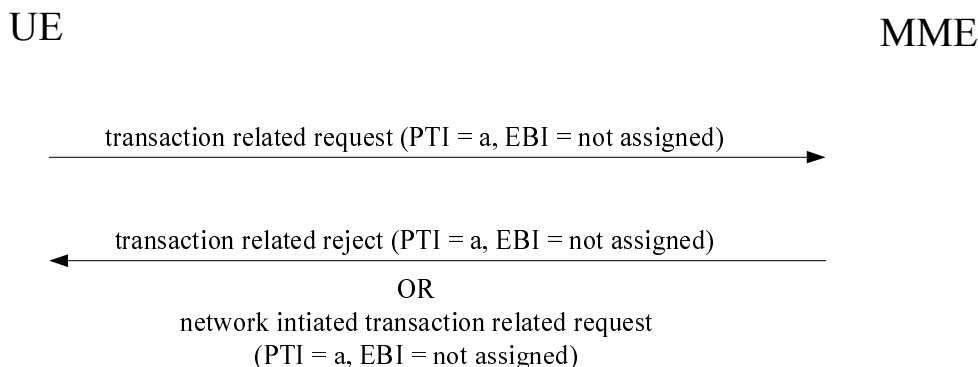 UE
MME
transaction related request (PTI = a, EBI = not assigned)
transaction related reject (PTI = a, EBI = not assigned)
OR
network intiated transaction related request
(PTI = a, EBI = not assigned)